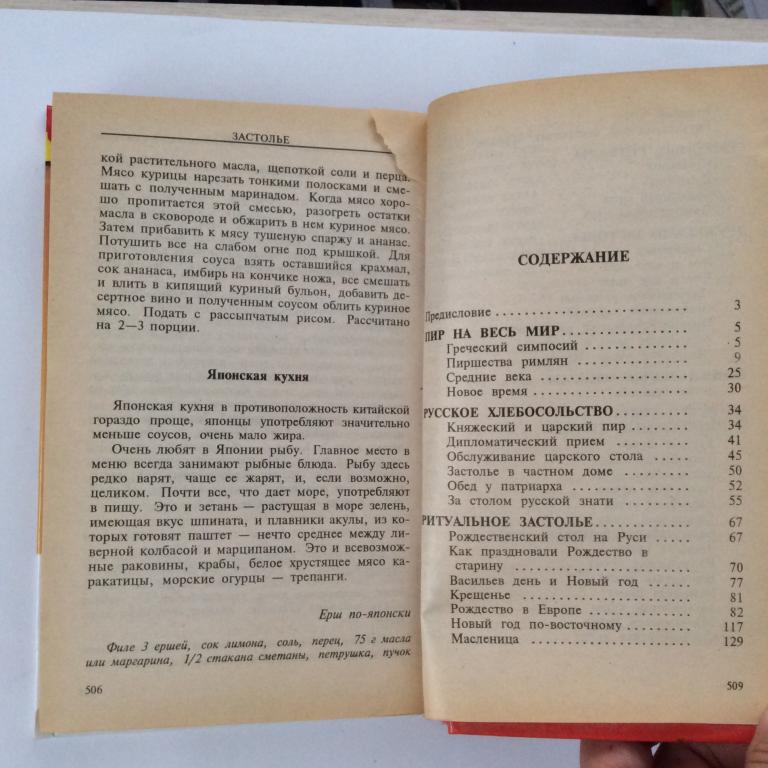 ЗАСТОЛЬЕ
кой растительного масла, щепоткой соли и перца.
Мясо курицы нарезать тонкими полосками и сме-
шать с полученным маринадом. Когда мясо хоро-
шо пропитается этой смесью, разогреть остатки
масла в сковороде и обжарить в нем куриное мясо.
Затем прибавить к мясу тушеную спаржу и ананас.
Потушить все на слабом огне под крышкой. Для
приготовления соуса взять оставшийся крахмал,
сок ананаса, имбирь на кончике ножа, все смешать
и влить в кипящий куриный бульон, добавить де-
сертное вино и полученным соусом облить куриное
мясо. Подать с рассыпчатым рисом. Рассчитано
на 2—3 порции.
Японская кухня
Японская кухня в противоположность китайской
гораздо проще, японцы употребляют значительно
меньше соусов, очень мало жира.
Очень любят в Японии рыбу. Главное место в
меню всегда занимают рыбные блюда. Рыбу здесь
редко варят, чаще ее жарят, и, если возможно,
целиком. Почти все, что дает море, употребляют
в пищу. Это и зетань — растущая в море зелень,
имеющая вкус шпината, и плавники акулы, из ко-
торых готовят паштет — нечто среднее между ли-
верной колбасой и марципаном. Это и всевозмож-
ные раковины, крабы, белое хрустящее мясо ка-
ракатицы, морские огурцы — трепанги.
Ерш по-японски
Филе 3 ершей, сок лимона, соль, перец, 75 г масла
или маргарина, 1/2 стакана сметаны, петрушка, пучок
506
СОДЕРЖАНИЕ
Предисловие . . . . . . . . . . . . . . . . . . . . . . . . 3
ПИР НА ВЕСЬ МИР . . . . . . . . . . . . . . . . 5
Греческий симпосий . . . . . . . . . . . . . . 5
Пиршества римлян . . . . . . . . . . . . . . . 9
Средние века . . . . . . . . . . . . . . . . . . . 25
Новое время . . . . . . . . . . . . . . . . . . . . 30
РУССКОЕ ХЛЕБОСОЛЬСТВО . . . . . . . . . 34
Княжеский и царский пир . . . . . . . . . . 34
Дипломатический прием . . . . . . . . . . . 41
Обслуживание царского стола . . . . . . 45
Застолье в частном доме . . . . . . . . . . 50
Обед у патриарха . . . . . . . . . . . . . . . . 52
За столом русской знати . . . . . . . . . . 55
РИТУАЛЬНОЕ ЗАСТОЛЬЕ . . . . . . . . . . . . 67
Рождественский стол на Руси . . . . . . 67
Как праздновали Рождество в
старину . . . . . . . . . . . . . . . . . . . . . . . 70
Васильев день и Новый год . . . . . . . 77
Крещенье . . . . . . . . . . . . . . . . . . . . . 81
Рождество в Европе . . . . . . . . . . . . . 82
Новый год по-восточному . . . . . . . . . 117
Масленица . . . . . . . . . . . . . . . . . . . . 129
509